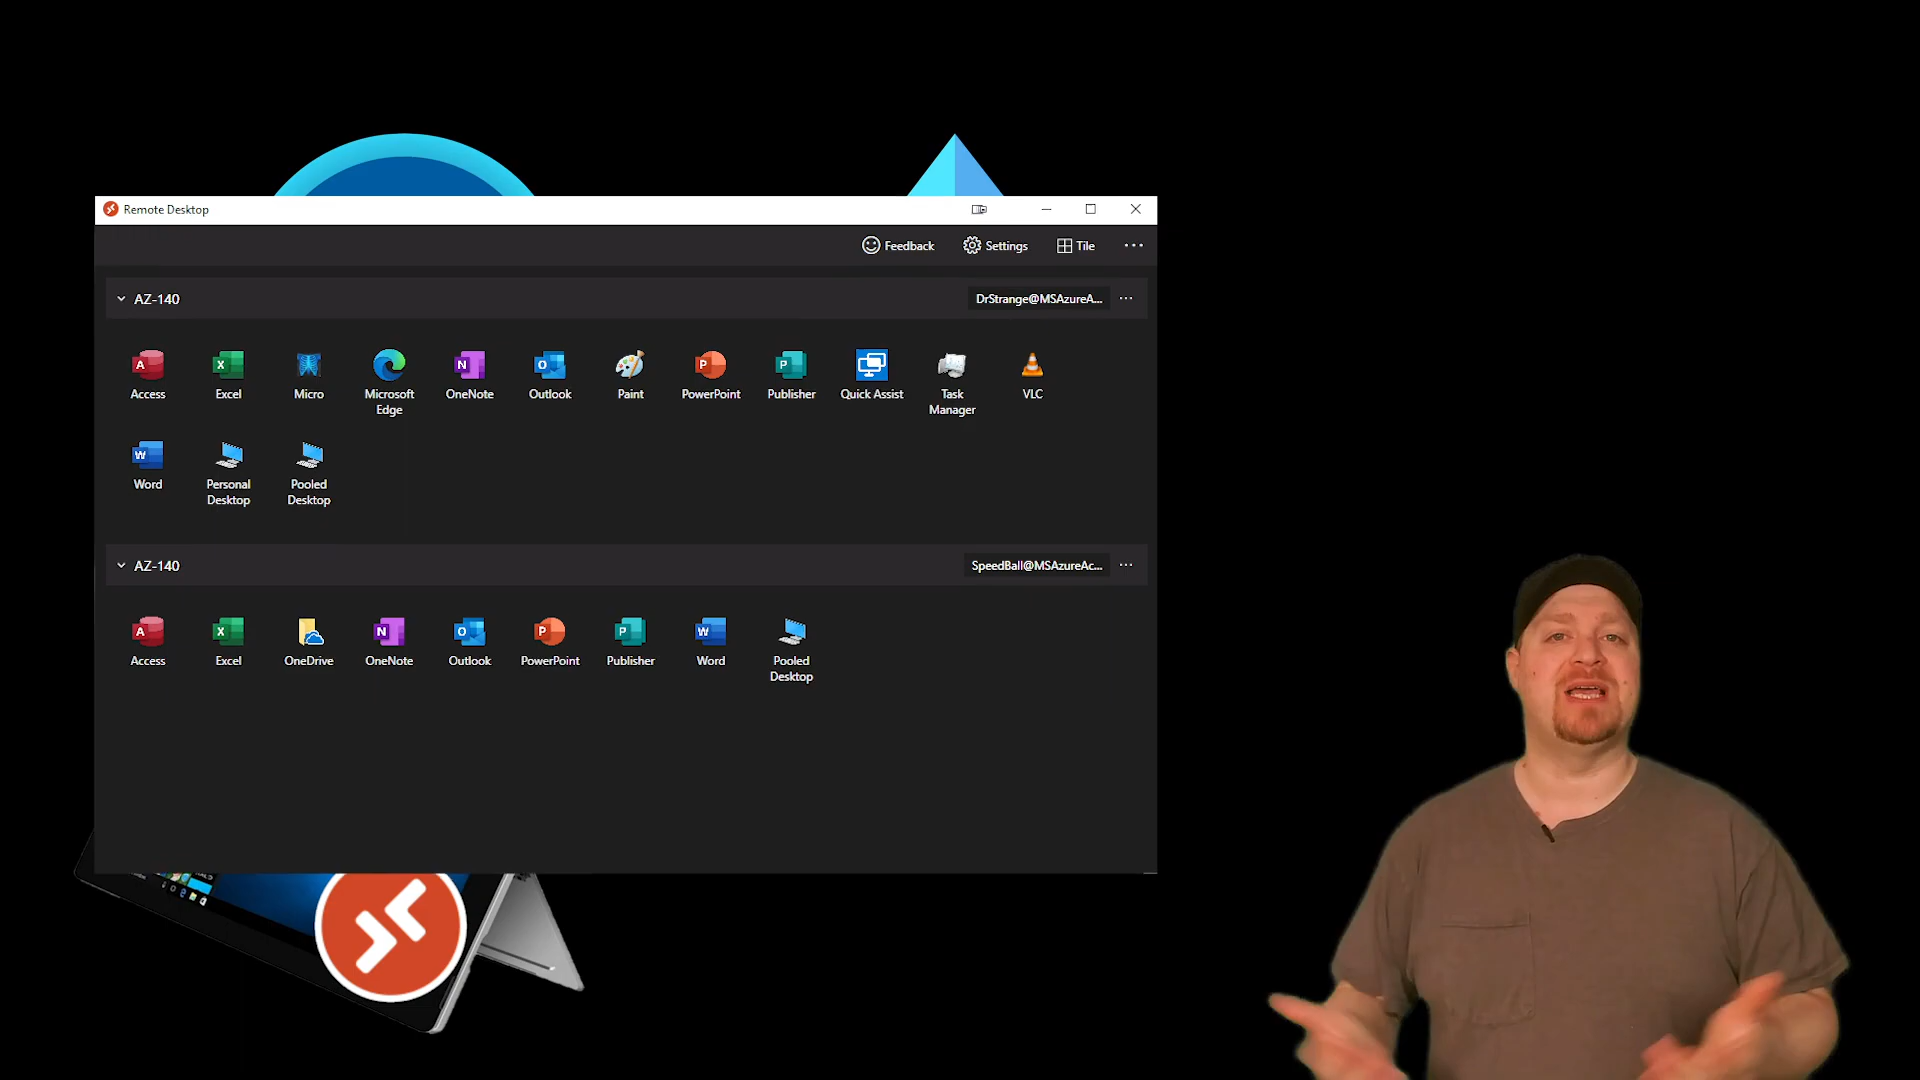 Remote Desktop
Feedback
Settings
Tile
AZ-140
DrStrange@MSAzureA...
Access
Excel
Micro
Microsoft
Edge
OneNote
Outlook
Paint
PowerPoint
Publisher
Quick Assist
Task
Manager
VLC
Word
Personal
Desktop
Pooled
Desktop
AZ-140
SpeedBall@MSAzureAc...
Access
Excel
OneDrive
OneNote
Outlook
PowerPoint
Publisher
Word
Pooled
Desktop